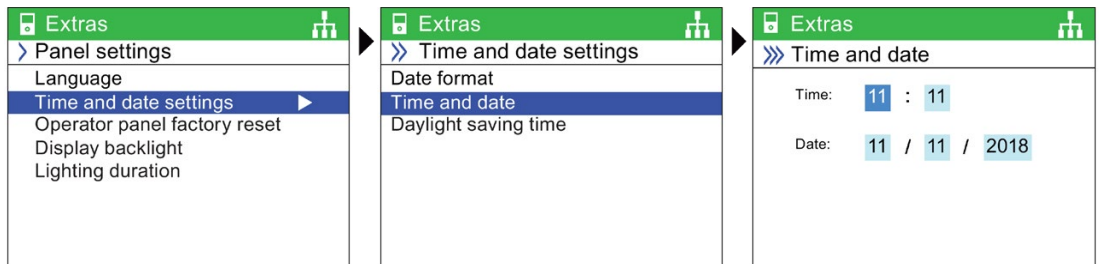 Extras
Panel settings
Language
Time and date settings
Operator panel factory reset
Display backlight
Lighting duration
Extras
Time and date settings
Date format
Time and date
Daylight saving time
Extras
Time and date
Time: 11 : 11
Date: 11 / 11 / 2018